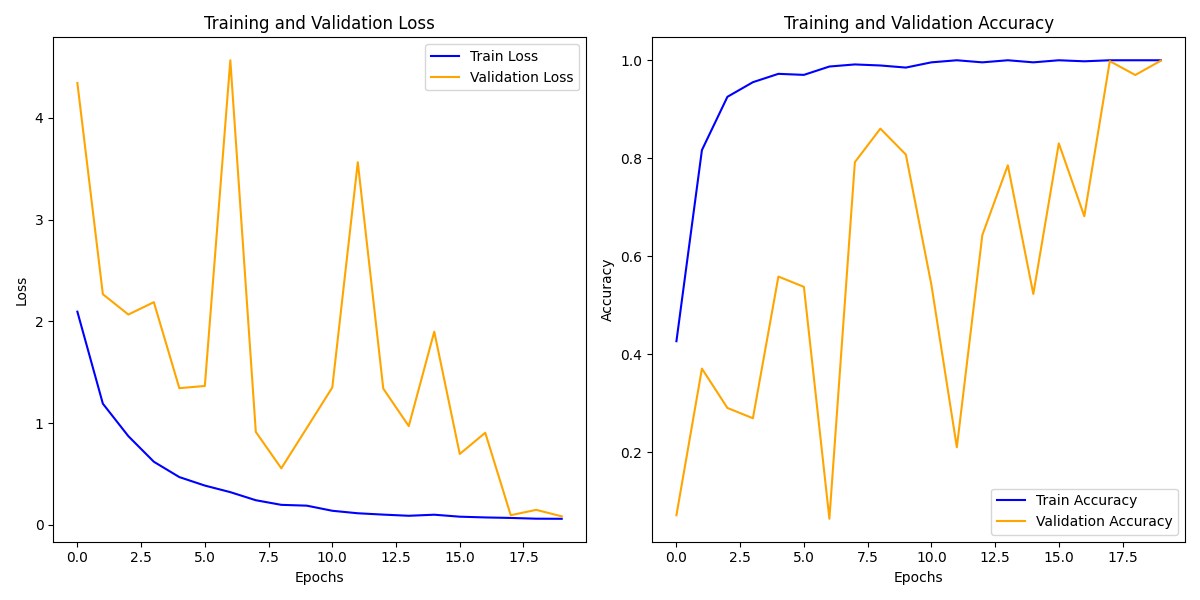 Training and Validation Loss
Train Loss
Validation Loss
4
3
2
1
0
Loss
0.0 2.5 5.0 7.5 10.0 12.5 15.0 17.5
Epochs
Training and Validation Accuracy
1.0
0.8
0.6
0.4
0.2
Accuracy
Train Accuracy
Validation Accuracy
0.0 2.5 5.0 7.5 10.0 12.5 15.0 17.5
Epochs